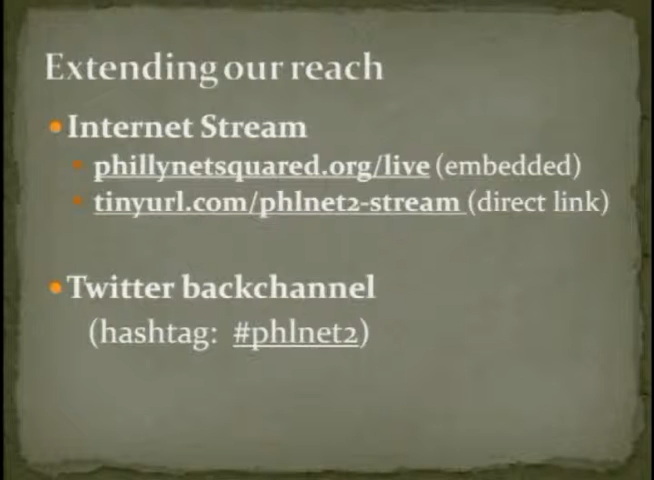 Extending our reach
•Internet Stream
• phillynetsquared.org/live (embedded)
• tinyurl.com/phlnet2-stream (direct link)
•Twitter backchannel
(hashtag: #phlnet2)